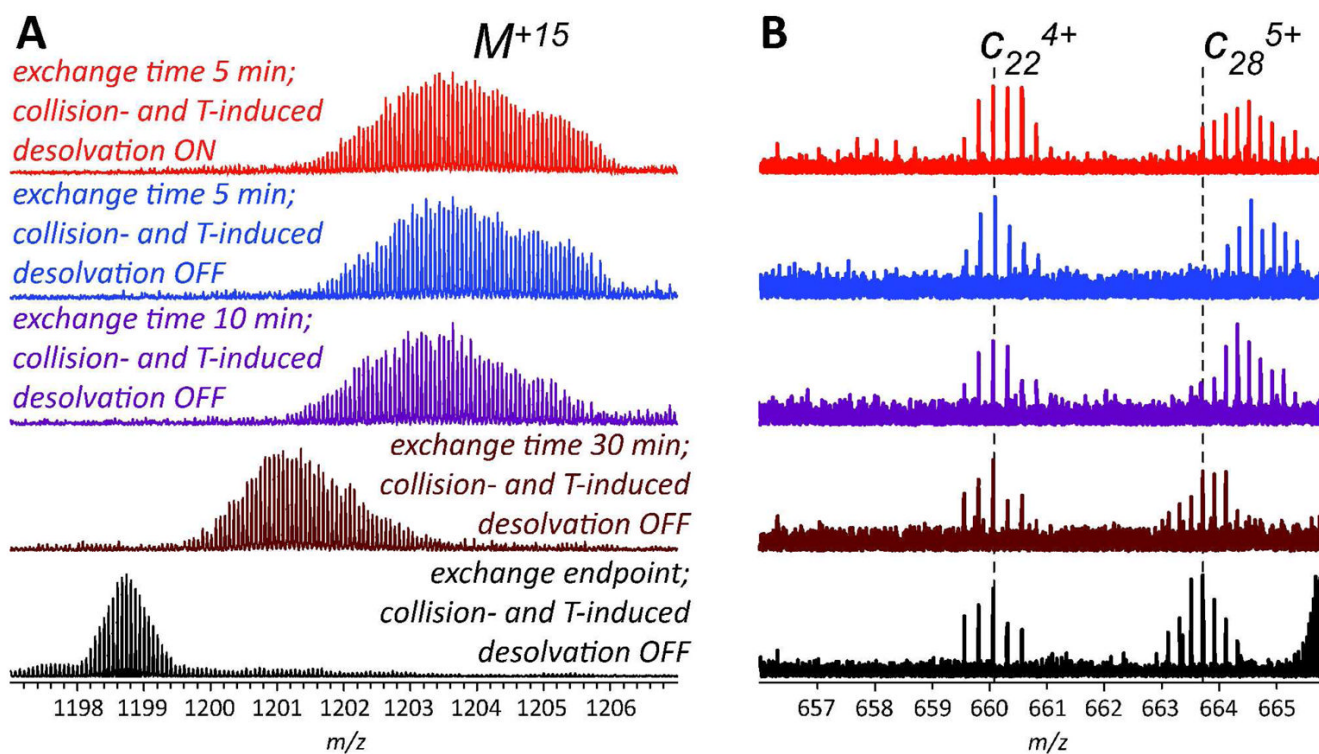 A
M+15
exchange time 5 min;
collision- and T-induced
desolvation ON
exchange time 5 min;
collision- and T-induced
desolvation OFF
exchange time 10 min;
collision- and T-induced
desolvation OFF
exchange time 30 min;
collision- and T-induced
desolvation OFF
exchange endpoint;
collision- and T-induced
desolvation OFF
1198 1199 1200 1201 1202 1203 1204 1205 1206
m/z
B
c22 4+ c28 5+
657 658 659 660 661 662 663 664 665
m/z